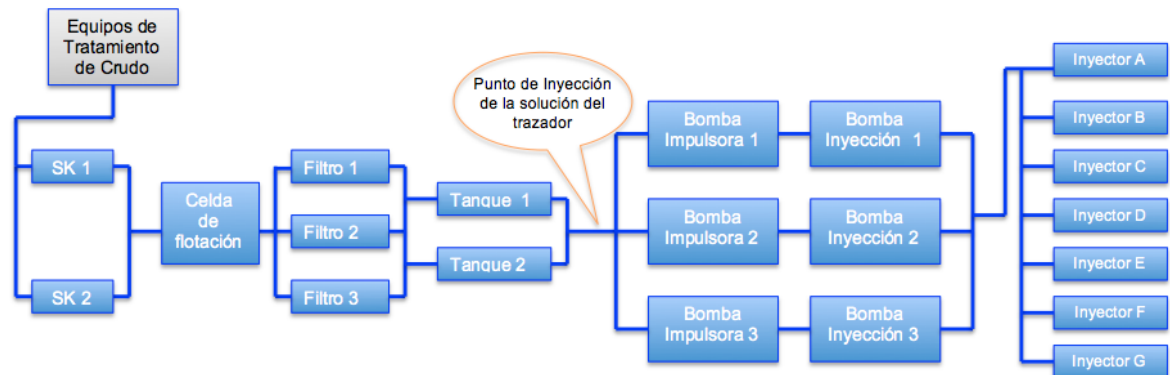 Equipos de
Tratamiento
de Crudo
SK 1
SK 2
Celda
de
flotación
Filtro 1
Filtro 2
Filtro 3
Tanque 1
Tanque 2
Punto de Inyección
de la solución del
trazador
Bomba
Impulsora 1
Bomba
Inyección 1
Bomba
Impulsora 2
Bomba
Inyección 2
Bomba
Impulsora 3
Bomba
Inyección 3
Inyector A
Inyector B
Inyector C
Inyector D
Inyector E
Inyector F
Inyector G